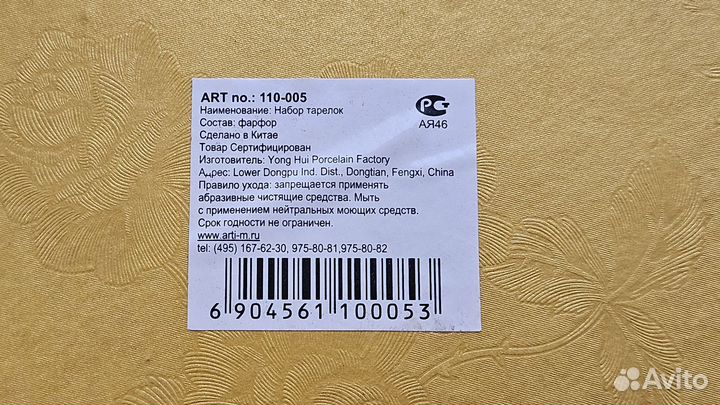 ART no.: 110-005
Наименование: Набор тарелок
Состав: фарфор
Сделано в Китае
Товар Сертифицирован
Изготовитель: Yong Hui Porcelain Factory
Адрес: Lower Dongpu Ind. Dist., Dongtian, Fengxi, China
Правило ухода: запрещается применять
абразивные чистящие средства. Мыть
с применением нейтральных моющих средств.
Срок годности не ограничен.
www.arti-m.ru
tel: (495) 167-62-30, 975-80-81,975-80-82
6 904561 100053
РСТ
АЯ46
Avito